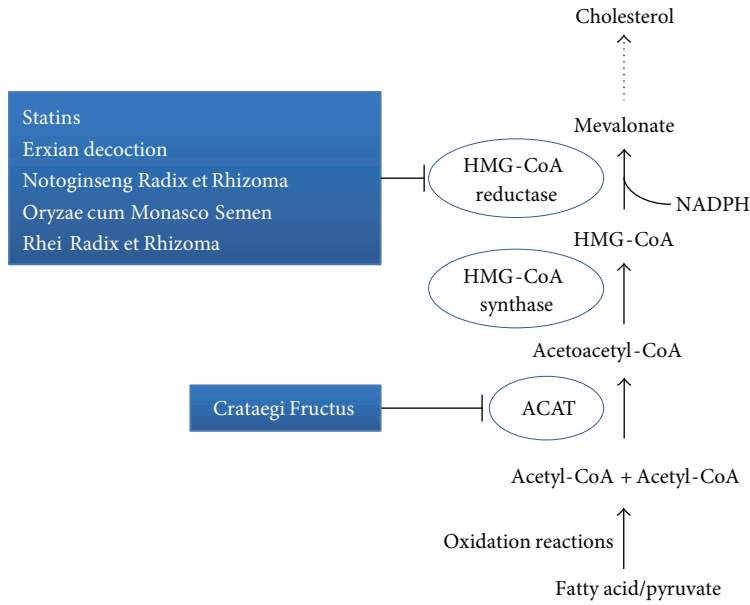 Cholesterol
Mevalonate
Statins
Erxian decoction
Notoginseng Radix et Rhizoma
Oryzae cum Monasco Semen
Rhei Radix et Rhizoma
HMG-CoA
reductase
NADPH
HMG-CoA
HMG-CoA
synthase
Acetoacetyl-CoA
Crataegi Fructus
ACAT
Acetyl-CoA + Acetyl-CoA
Oxidation reactions
Fatty acid/pyruvate